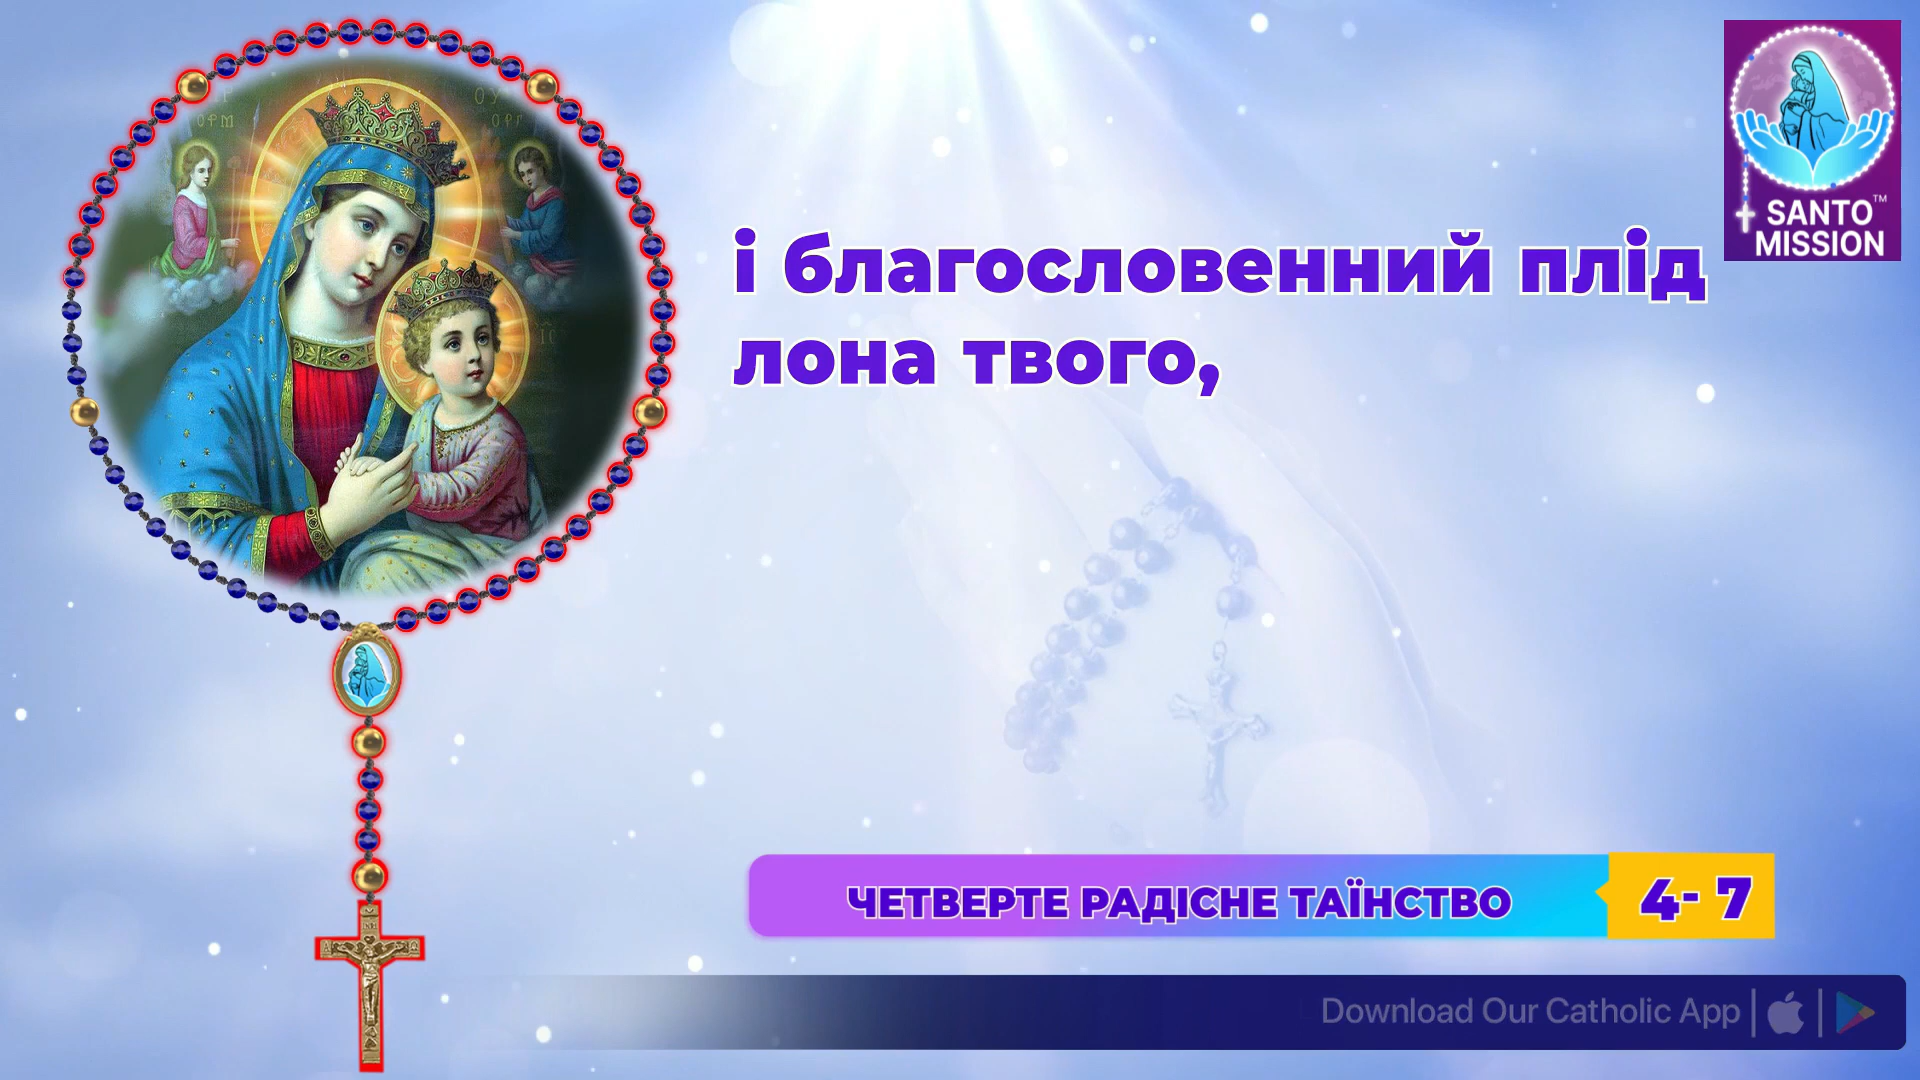 і благословенний плід
лона твого,
SANTO™
MISSION
ЧЕТВЕРТЕ РАДІСНЕ ТАЇНСТВО
4- 7
Download Our Catholic App